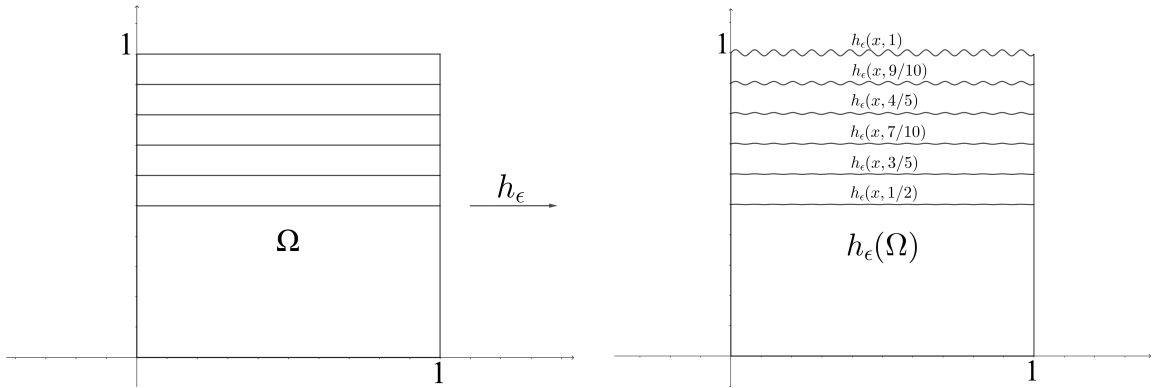 1
Ω
1
h_ϵ
1
h_ϵ(x, 1)
h_ϵ(x, 9/10)
h_ϵ(x, 4/5)
h_ϵ(x, 7/10)
h_ϵ(x, 3/5)
h_ϵ(x, 1/2)
h_ϵ(Ω)
1